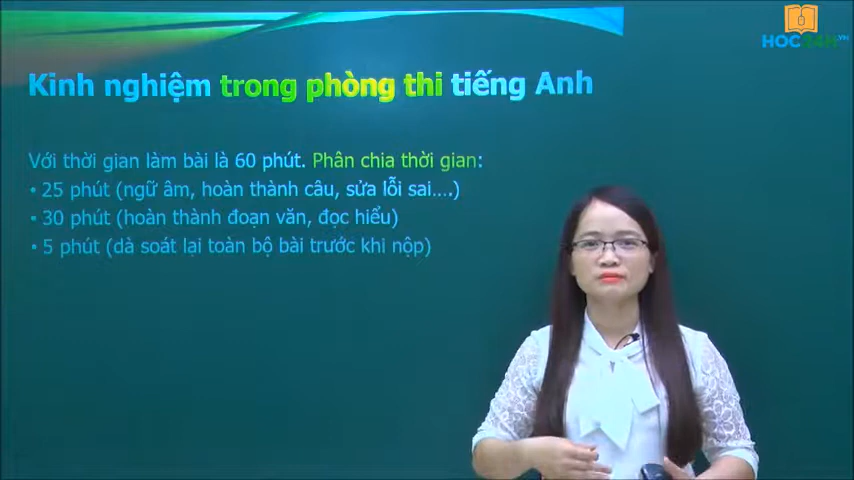 HOC24H.VN
Kinh nghiệm trong phòng thi tiếng Anh
Với thời gian làm bài là 60 phút. Phân chia thời gian:
• 25 phút (ngữ âm, hoàn thành câu, sửa lỗi sai....)
• 30 phút (hoàn thành đoạn văn, đọc hiểu)
• 5 phút (dà soát lại toàn bộ bài trước khi nộp)